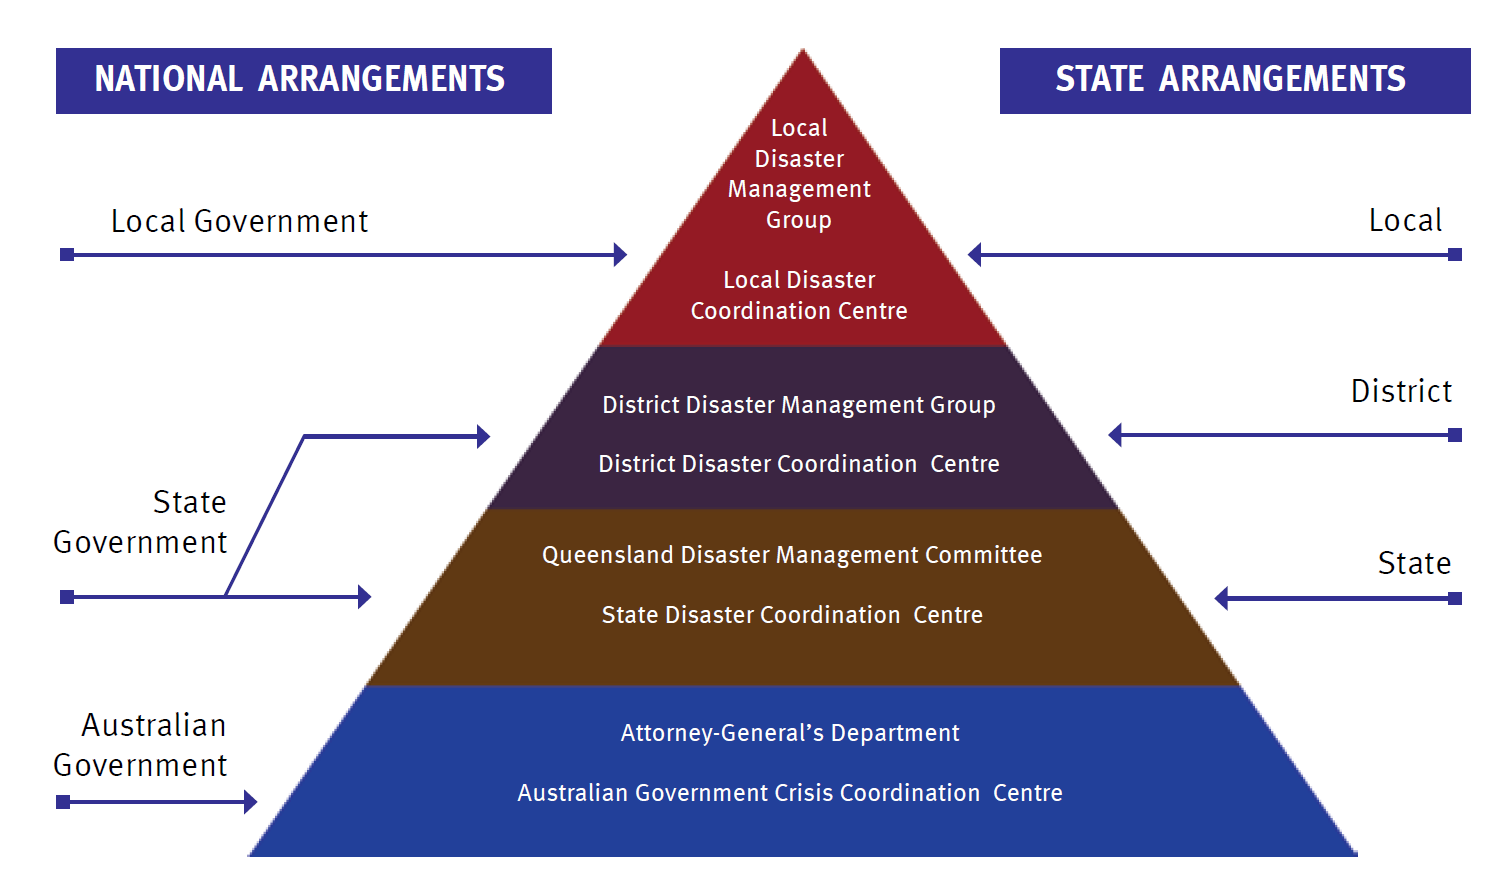 NATIONAL ARRANGEMENTS
STATE ARRANGEMENTS
Local
Disaster
Management
Group
Local Disaster
Coordination Centre
Local Government
Local
District Disaster Management Group
District Disaster Coordination Centre
District
State
Government
Queensland Disaster Management Committee
State Disaster Coordination Centre
State
Australian
Government
Attorney-General’s Department
Australian Government Crisis Coordination Centre